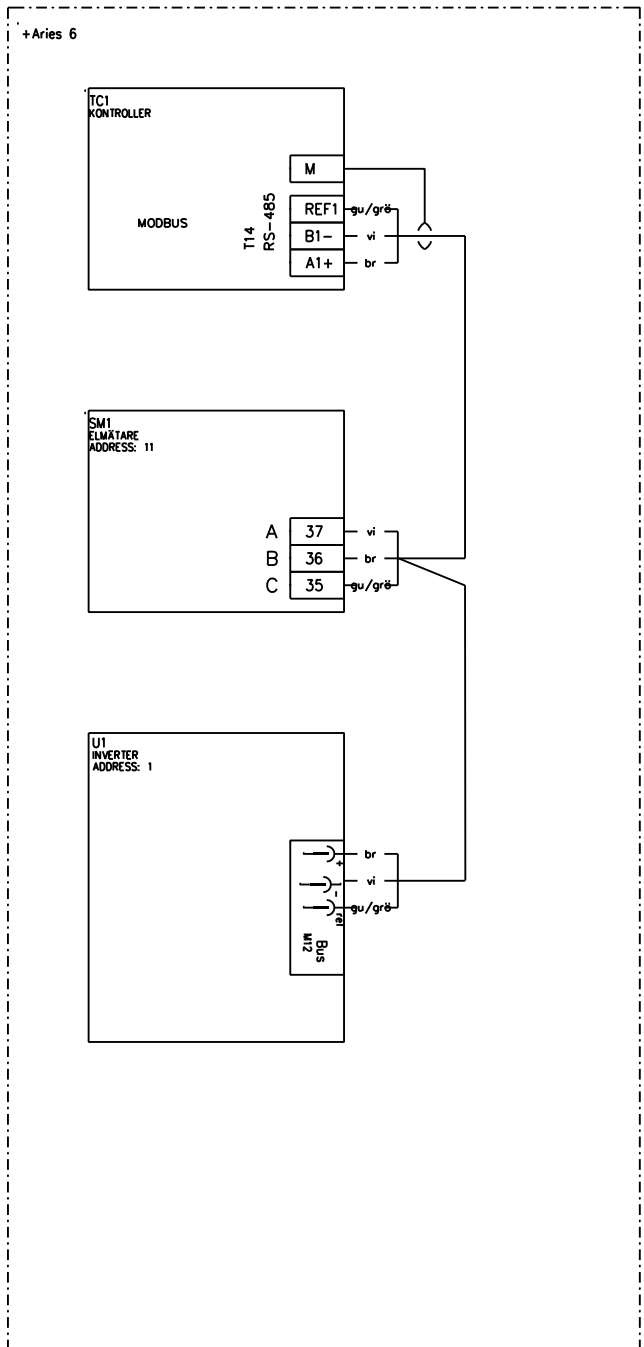 +Aries 6
TC1
KONTROLLER
MODBUS
T14
RS-485
M
REF1 gu/grö
B1- vi
A1+ br
SM1
ELMÄTARE
ADDRESS: 11
A 37 vi
B 36 br
C 35 gu/grö
U1
INVERTER
ADDRESS: 1
+ br
- vi
ref gu/grö
Bus
M12